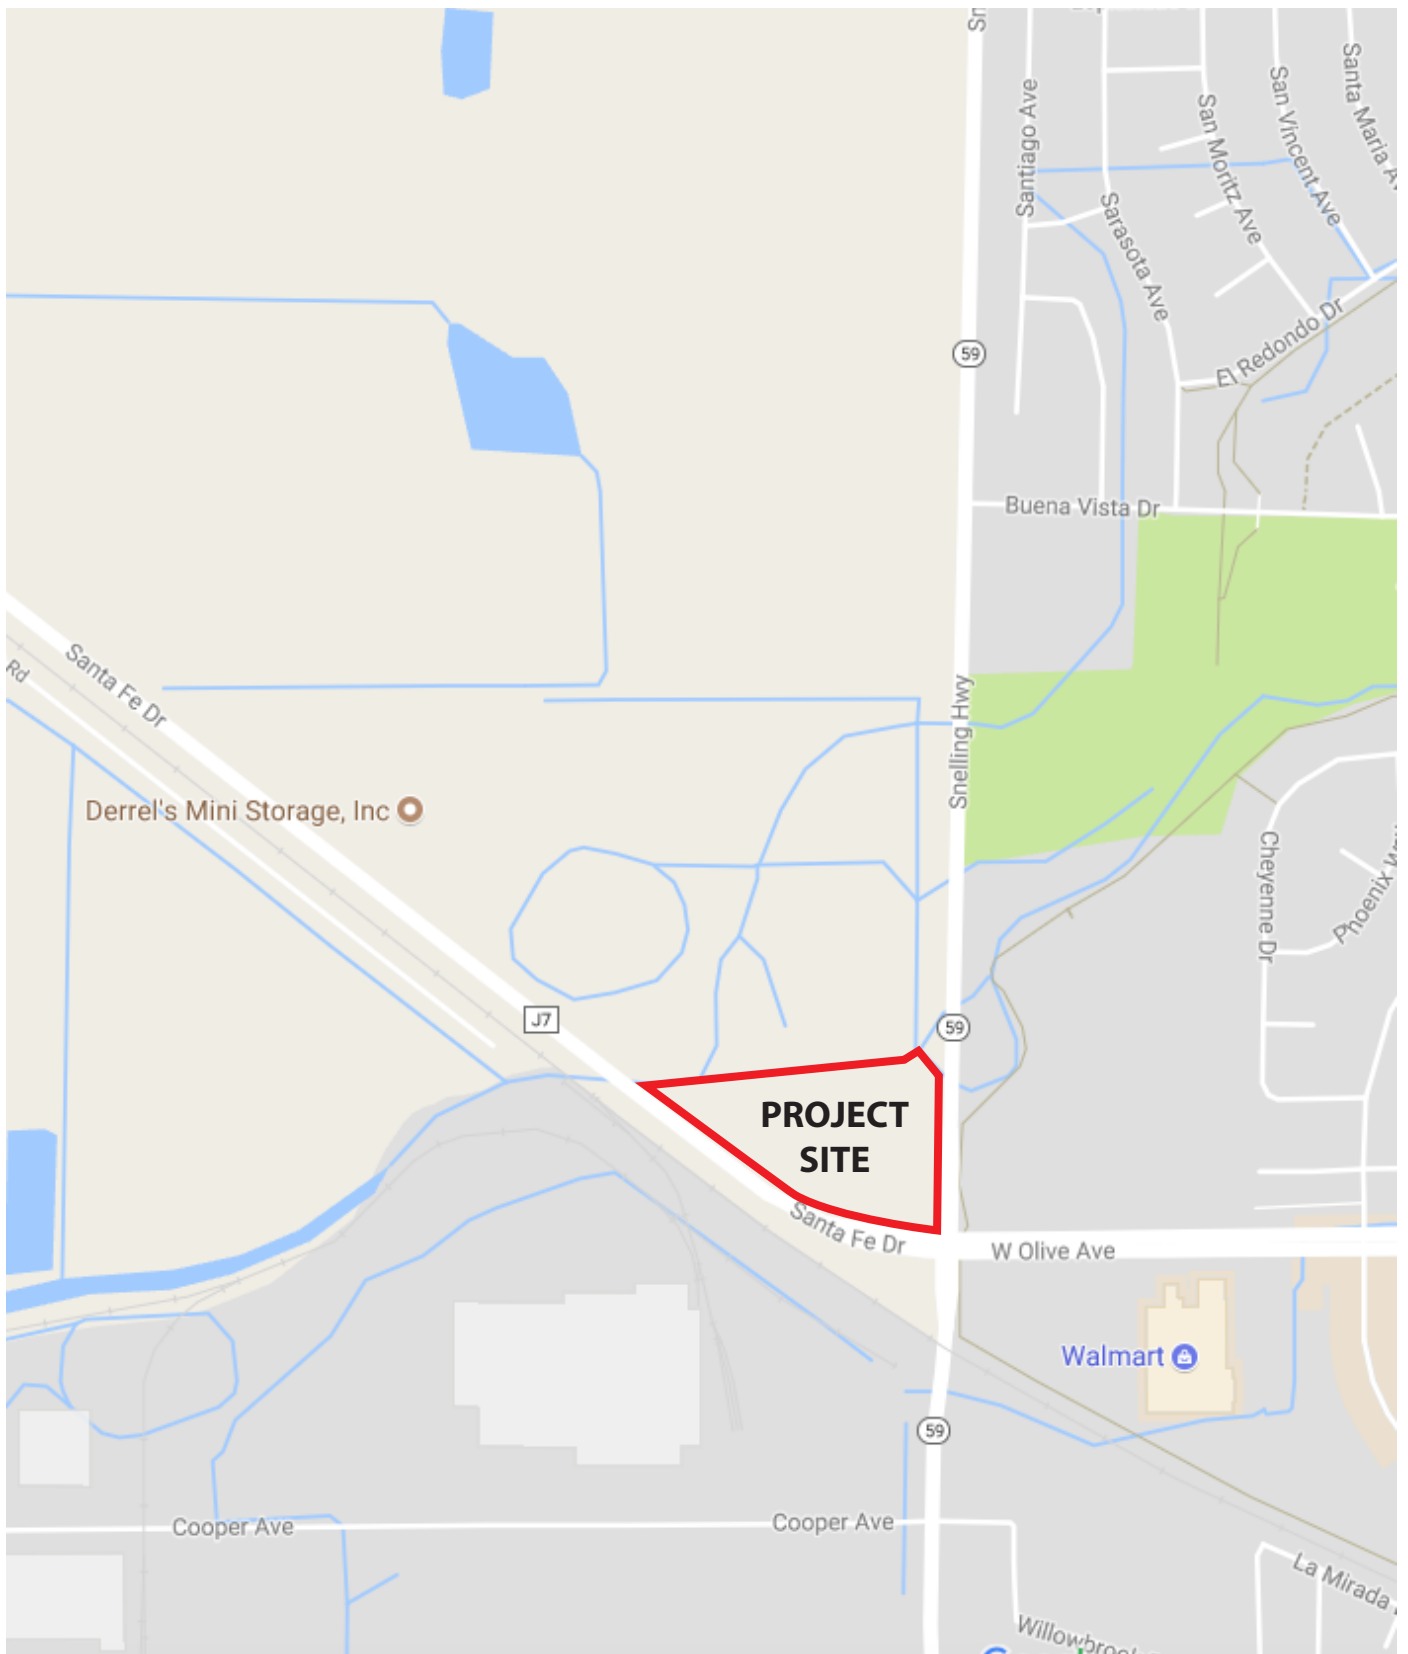 Santiago Ave
San Moritz Ave
San Vincent Ave
Santa Maria
Sarasota Ave
El Redondo Dr
59
Buena Vista Dr
Santa Fe Dr
Rd
Snelling Hwy
Derrel's Mini Storage, Inc
Cheyenne Dr
Phoenix
J7
59
PROJECT
SITE
Santa Fe Dr
W Olive Ave
Walmart
59
Cooper Ave
Cooper Ave
La Mirada